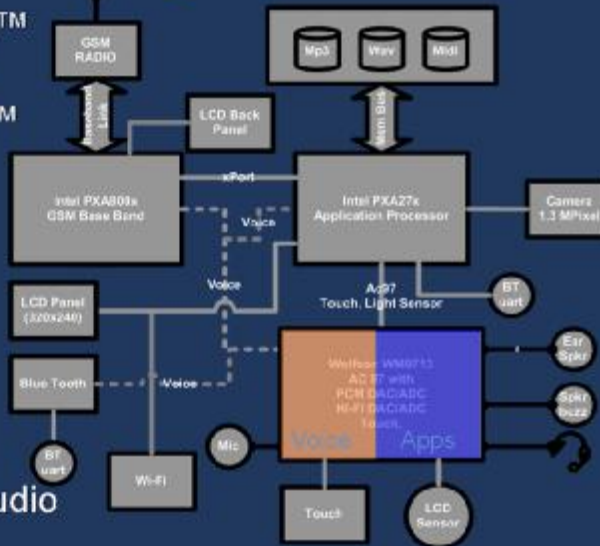 TM
GSM
RADIO
Mp3
Wav
Midi
M
Baseband
Link
LCD Back
Panel
Mem Bus
xPort
Intel PXA800x
GSM Base Band
Intel PXA27x
Application Processor
Camera
1.3 MPixel
Voice
Voice
Ac97
Touch, Light Sensor
BT
uart
LCD Panel
(320x240)
Blue Tooth
Voice
Wolfson WM9713
AC 97 with
PCM DAC/ADC
Hi-Fi DAC/ADC
Touch.
Voice
Apps
Ear
Spkr
Spkr
buzz
Mic
BT
uart
Wi-Fi
udio
Touch
LCD
Sensor